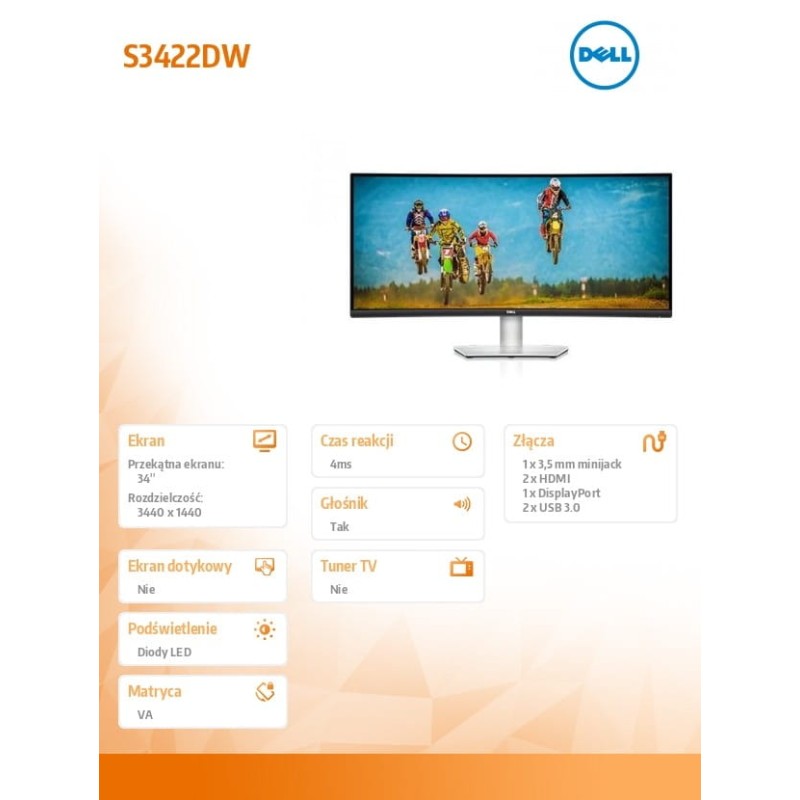 S3422DW
DELL
DELL
Ekran
Przekątna ekranu:
34"
Rozdzielczość:
3440 x 1440
Ekran dotykowy
Nie
Podświetlenie
Diody LED
Matryca
VA
Czas reakcji
4ms
Głośnik
Tak
Tuner TV
Nie
Złącza
1 x 3,5 mm minijack
2 x HDMI
1 x DisplayPort
2 x USB 3.0